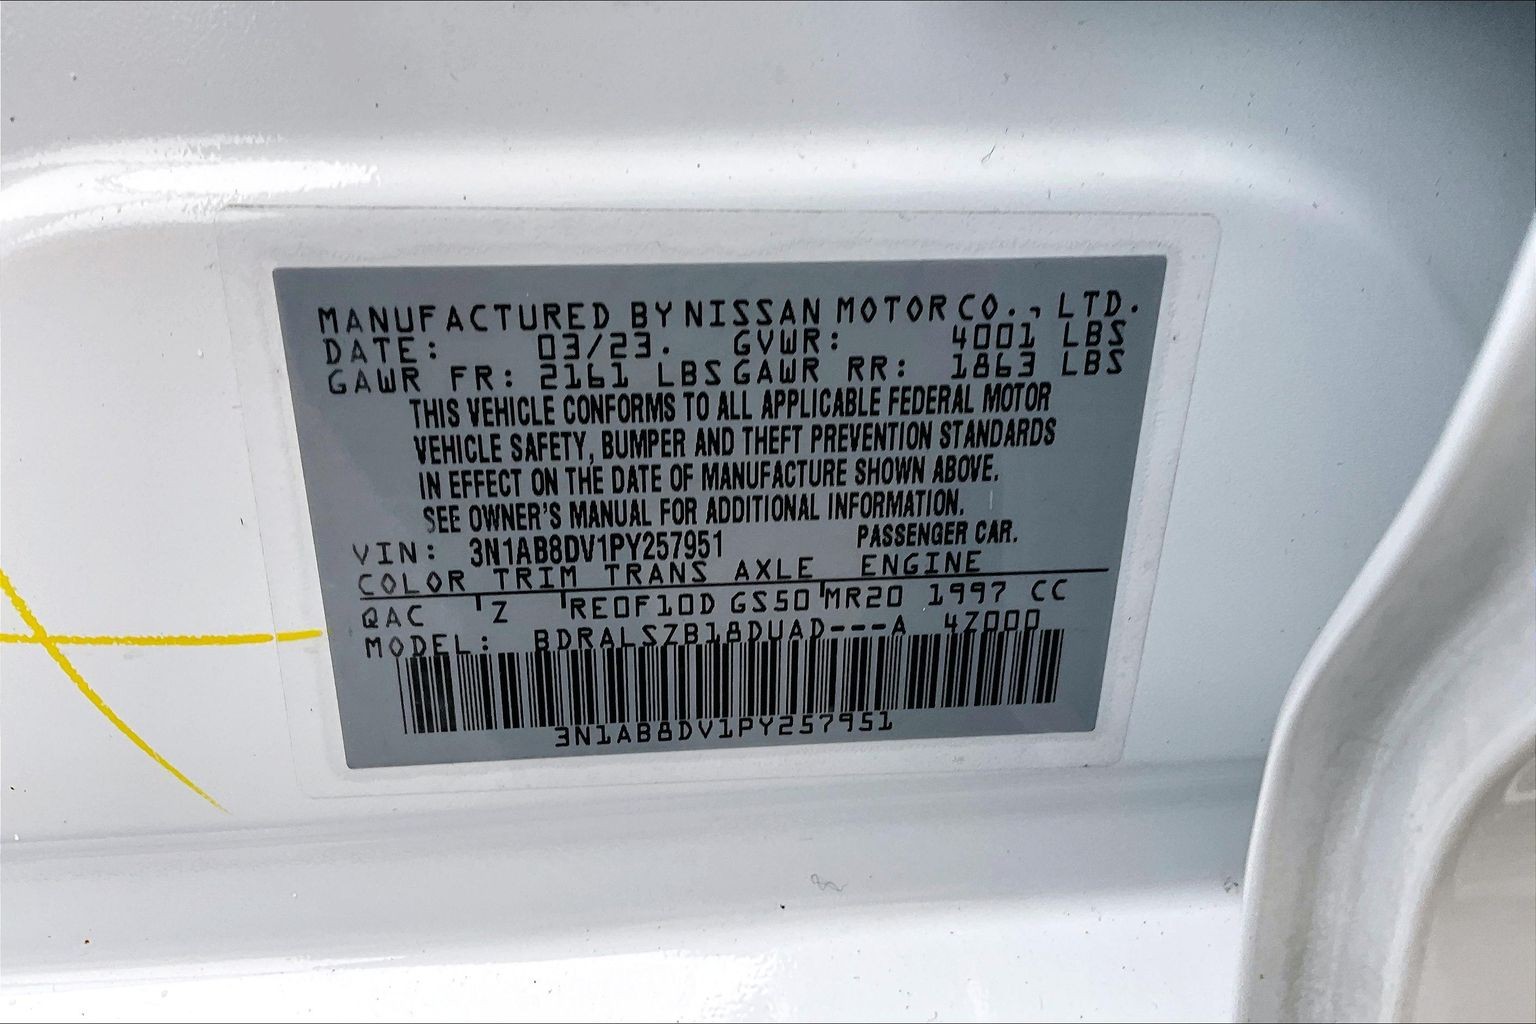 MANUFACTURED BY NISSAN MOTOR CO., LTD.
DATE: 03/23. GVWR: 4001 LBS
GAWR FR: 2161 LBS GAWR RR: 1863 LBS
THIS VEHICLE CONFORMS TO ALL APPLICABLE FEDERAL MOTOR
VEHICLE SAFETY, BUMPER AND THEFT PREVENTION STANDARDS
IN EFFECT ON THE DATE OF MANUFACTURE SHOWN ABOVE.
SEE OWNER'S MANUAL FOR ADDITIONAL INFORMATION.
VIN: 3N1AB8DV1PY257951 PASSENGER CAR.
COLOR TRIM TRANS AXLE ENGINE
QAC Z RE0F10D GS50 MR20 1997 CC
MODEL: BDRALSZB18DUAD---A 4Z000
3N1AB8DV1PY257951